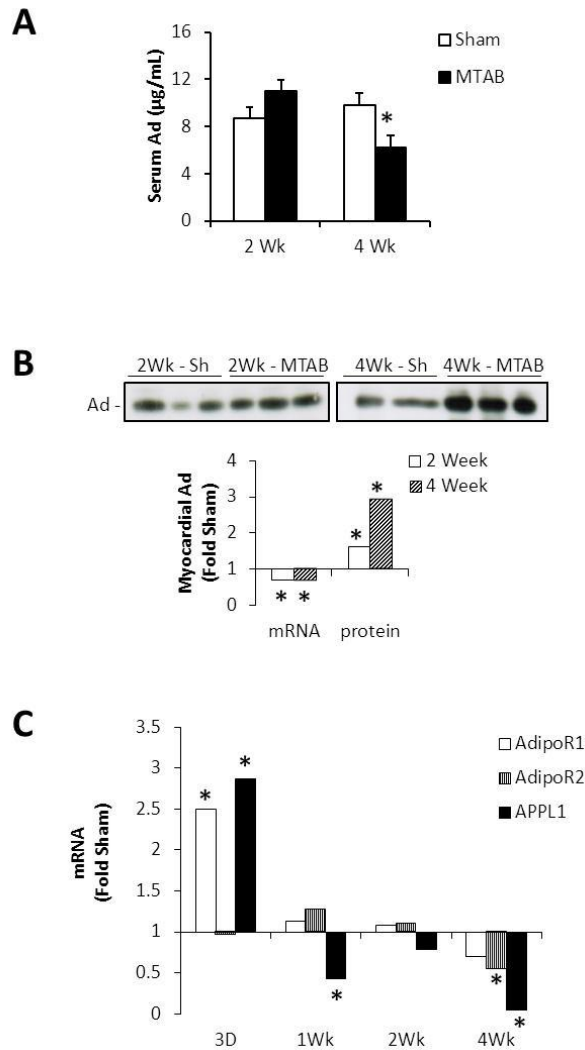 A
Serum Ad (µg/mL)
16
12
8
4
0
Sham
MTAB
*
2 Wk
4 Wk
B
2Wk - Sh 2Wk - MTAB 4Wk - Sh 4Wk - MTAB
Ad -
Myocardial Ad
(Fold Sham)
4
3
2
1
0
2 Week
4 Week
* *
* *
mRNA protein
C
mRNA
(Fold Sham)
3.5
3
2.5
2
1.5
1
0.5
0
AdipoR1
AdipoR2
APPL1
* *
*
* *
3D 1Wk 2Wk 4Wk